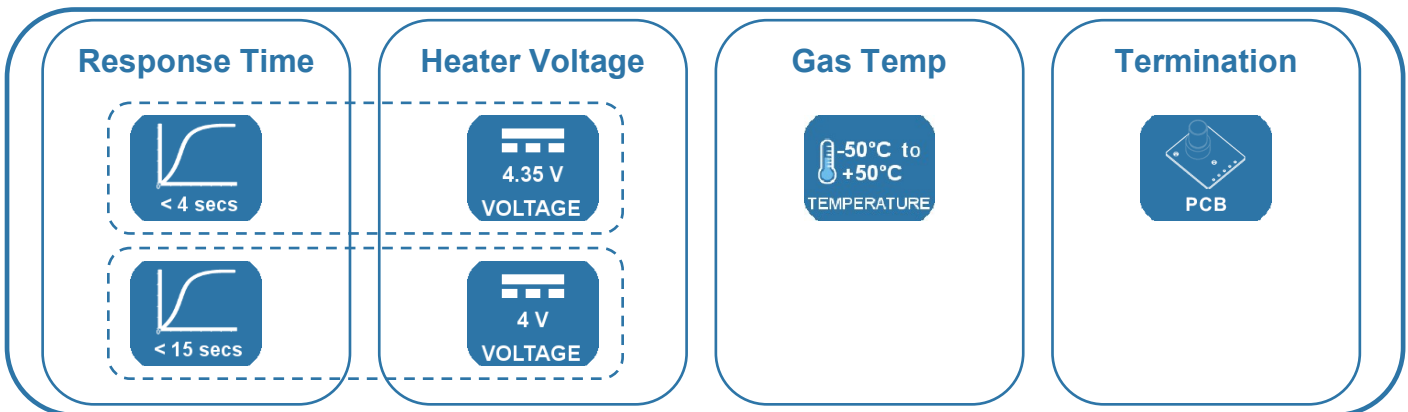 Response Time
< 4 secs
< 15 secs
Heater Voltage
4.35 V
VOLTAGE
4 V
VOLTAGE
Gas Temp
-50°C to
+50°C
TEMPERATURE
Termination
PCB